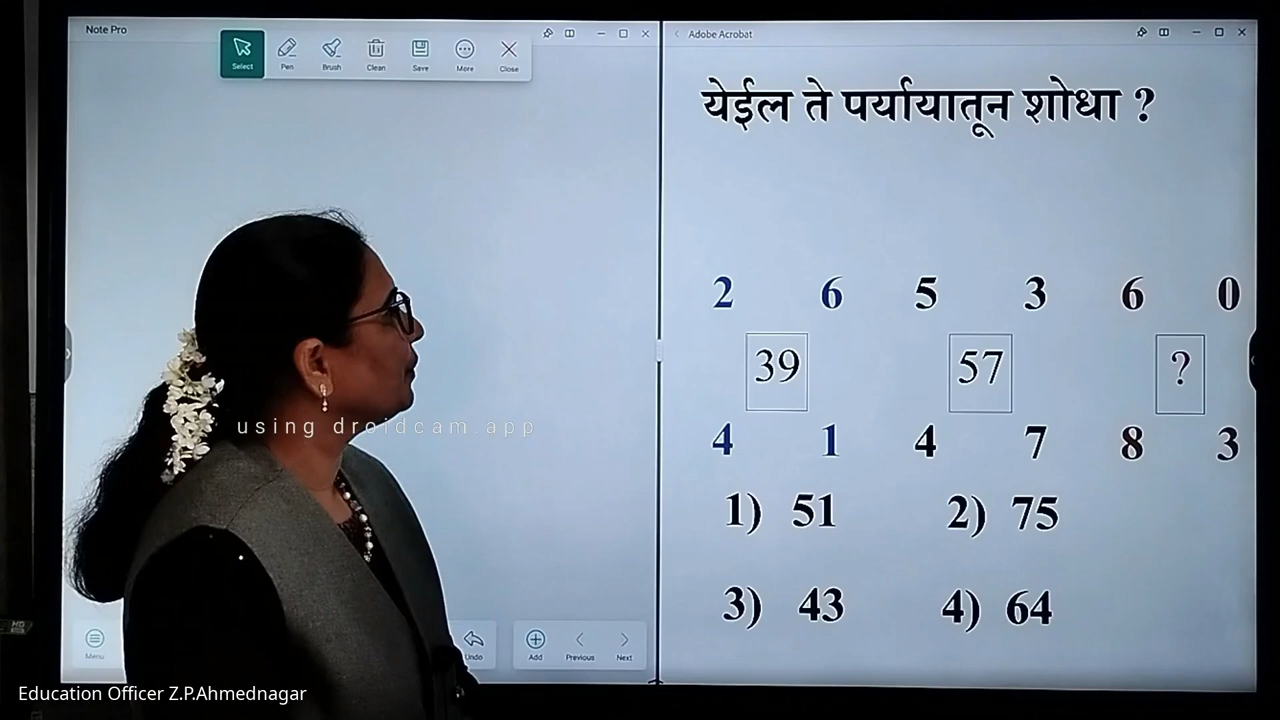 Note Pro
Select Pen Brush Clean Save More Close
Adobe Acrobat
येईल ते पर्यायातून शोधा ?
2 6 5 3 6 0
39 57 ?
4 1 4 7 8 3
1) 51 2) 75
3) 43 4) 64
using droidcam.app
Menu Undo Add Previous Next
Education Officer Z.P.Ahmednagar